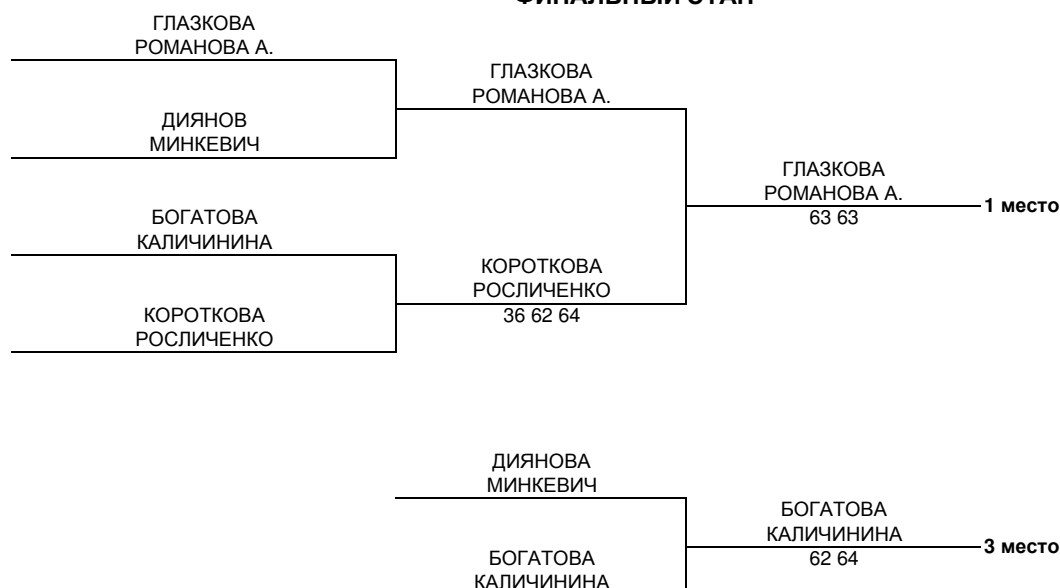 ГЛАЗКОВА
РОМАНОВА А.
ГЛАЗКОВА
РОМАНОВА А.
ДИЯНОВ
МИНКЕВИЧ
ГЛАЗКОВА
РОМАНОВА А.
1 место
63 63
БОГАТОВА
КАЛИЧИНИНА
КОРОТКОВА
РОСЛИЧЕНКО
36 62 64
КОРОТКОВА
РОСЛИЧЕНКО
ДИЯНОВА
МИНКЕВИЧ
БОГАТОВА
КАЛИЧИНИНА
3 место
62 64
БОГАТОВА
КАЛИЧИНИНА